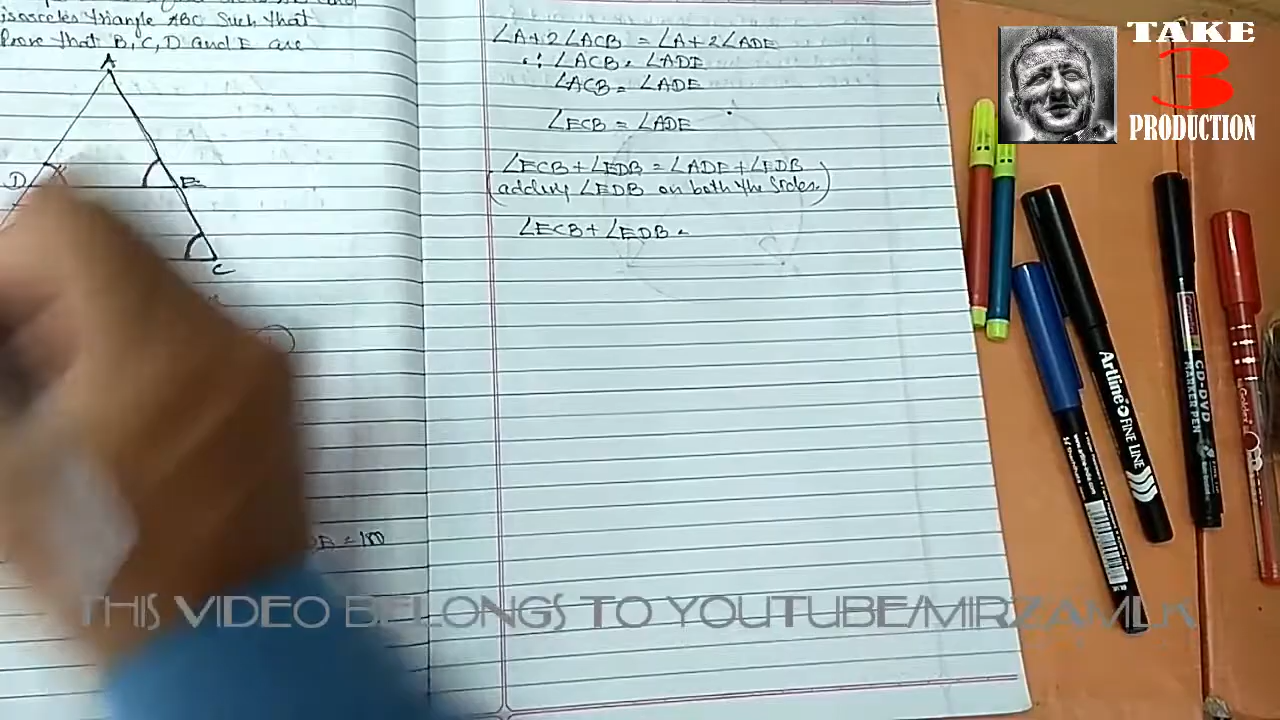 isosceles triangle ABC Such that
Prove that B, C, D and E are
A
D
E
C
= 180
∠A+2∠ACB = ∠A+2∠ADE
∴ ∠ACB = ∠ADE
∠ACB = ∠ADE
∠ECB = ∠ADE
∠ECB+∠EDB = ∠ADE+∠EDB
(adding ∠EDB on both the Sides.)
∠ECB+∠EDB =
C
TAKE
3
PRODUCTION
Artline
FINE LINE
CD-DVD
MARKER PEN
THIS VIDEO BELONGS TO YOUTUBE/MIRZAMLK